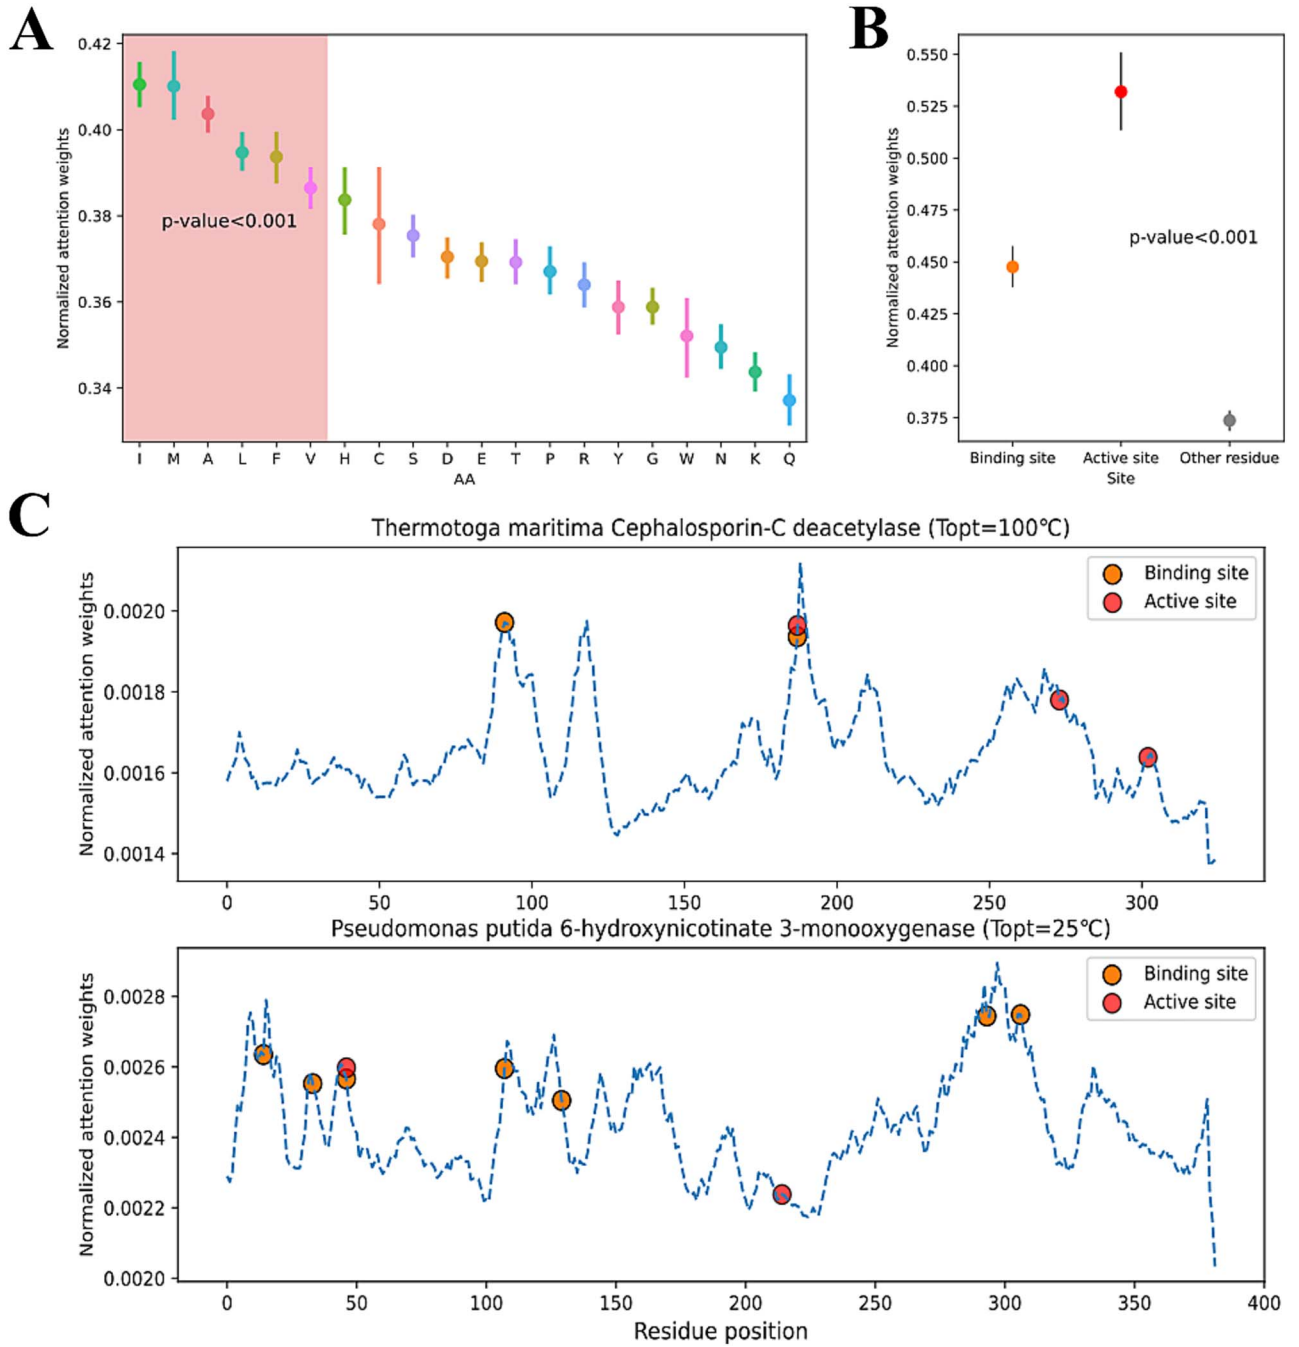 A
Normalized attention weights
0.42
0.40
0.38
0.36
0.34
p-value<0.001
I M A L F V H C S D E T P R Y G W N K Q
AA
B
Normalized attention weights
0.550
0.525
0.500
0.475
0.450
0.425
0.400
0.375
p-value<0.001
Binding site Active site Other residue
Site
C
Thermotoga maritima Cephalosporin-C deacetylase (Topt=100℃)
Normalized attention weights
0.0020
0.0018
0.0016
0.0014
Binding site
Active site
0 50 100 150 200 250 300
Pseudomonas putida 6-hydroxynicotinate 3-monooxygenase (Topt=25℃)
Normalized attention weights
0.0028
0.0026
0.0024
0.0022
0.0020
Binding site
Active site
0 50 100 150 200 250 300 350 400
Residue position